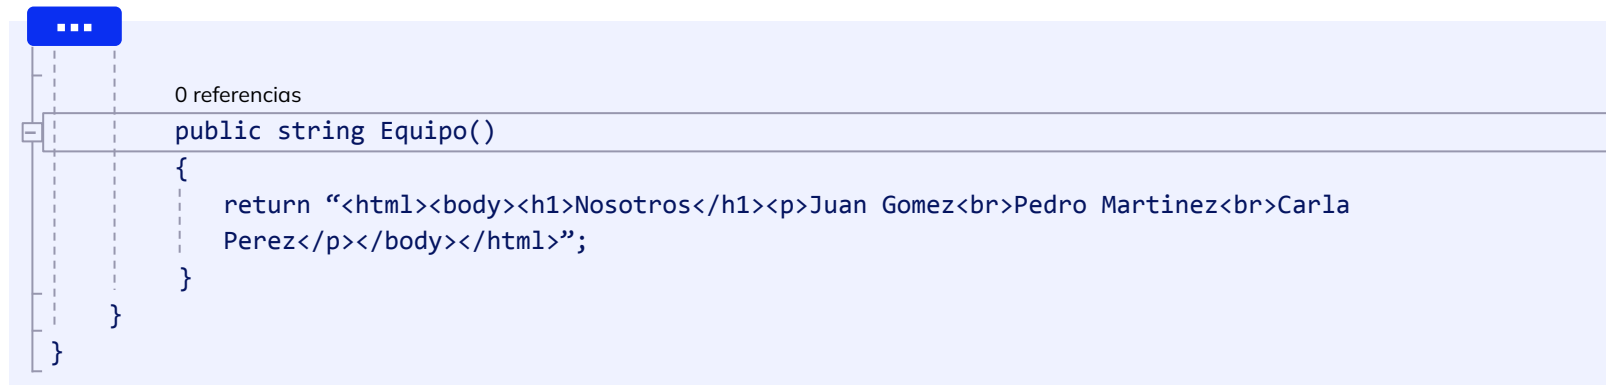 0 referencias
public string Equipo()
{
return “<html><body><h1>Nosotros</h1><p>Juan Gomez<br>Pedro Martinez<br>Carla
Perez</p></body></html>”;
}
}
}